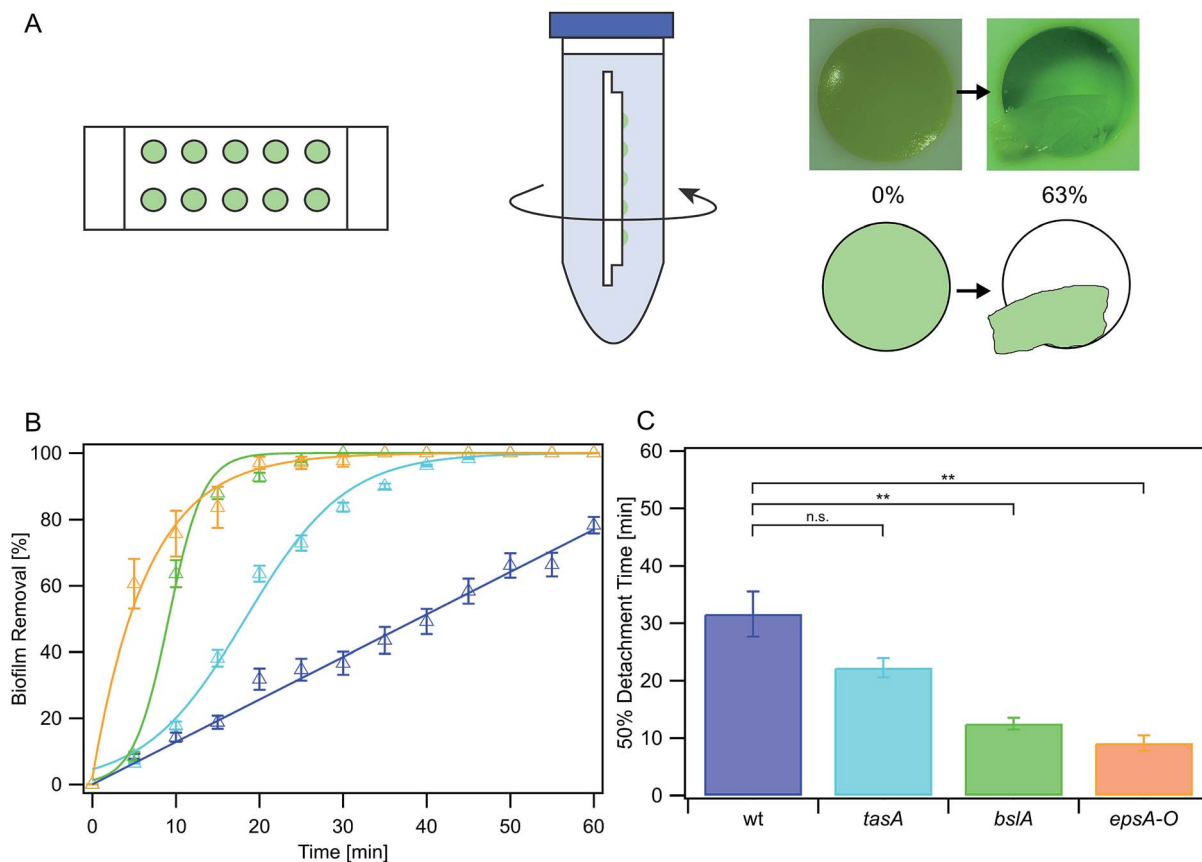 A
0%
63%
B
Biofilm Removal [%]
100
80
60
40
20
0
0
10
20
30
40
50
60
Time [min]
C
50% Detachment Time [min]
60
50
40
30
20
10
0
**
**
n.s.
wt
tasA
bslA
epsA-O